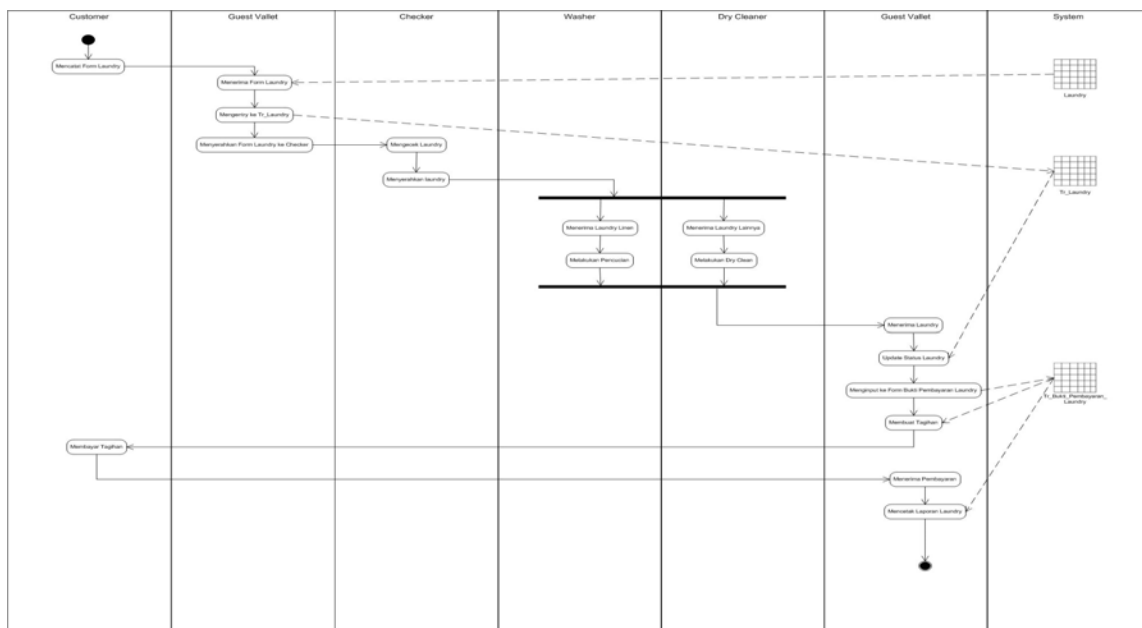 Customer
Guest Vallet
Checker
Washer
Dry Cleaner
Guest Vallet
System
Mencatat Form Laundry
Menerima Form Laundry
Laundry
Mengentry ke Tr_Laundry
Menyerahkan Form Laundry ke Checker
Mengecek Laundry
Menyerahkan laundry
Tr_Laundry
Menerima Laundry Linen
Menerima Laundry Lainnya
Melakukan Pencucian
Melakukan Dry Clean
Menerima Laundry
Update Status Laundry
Menginput ke Form Bukti Pembayaran Laundry
Tr_Bukti_Pembayaran_
Laundry
Membuat Tagihan
Membayar Tagihan
Menerima Pembayaran
Mencetak Laporan Laundry